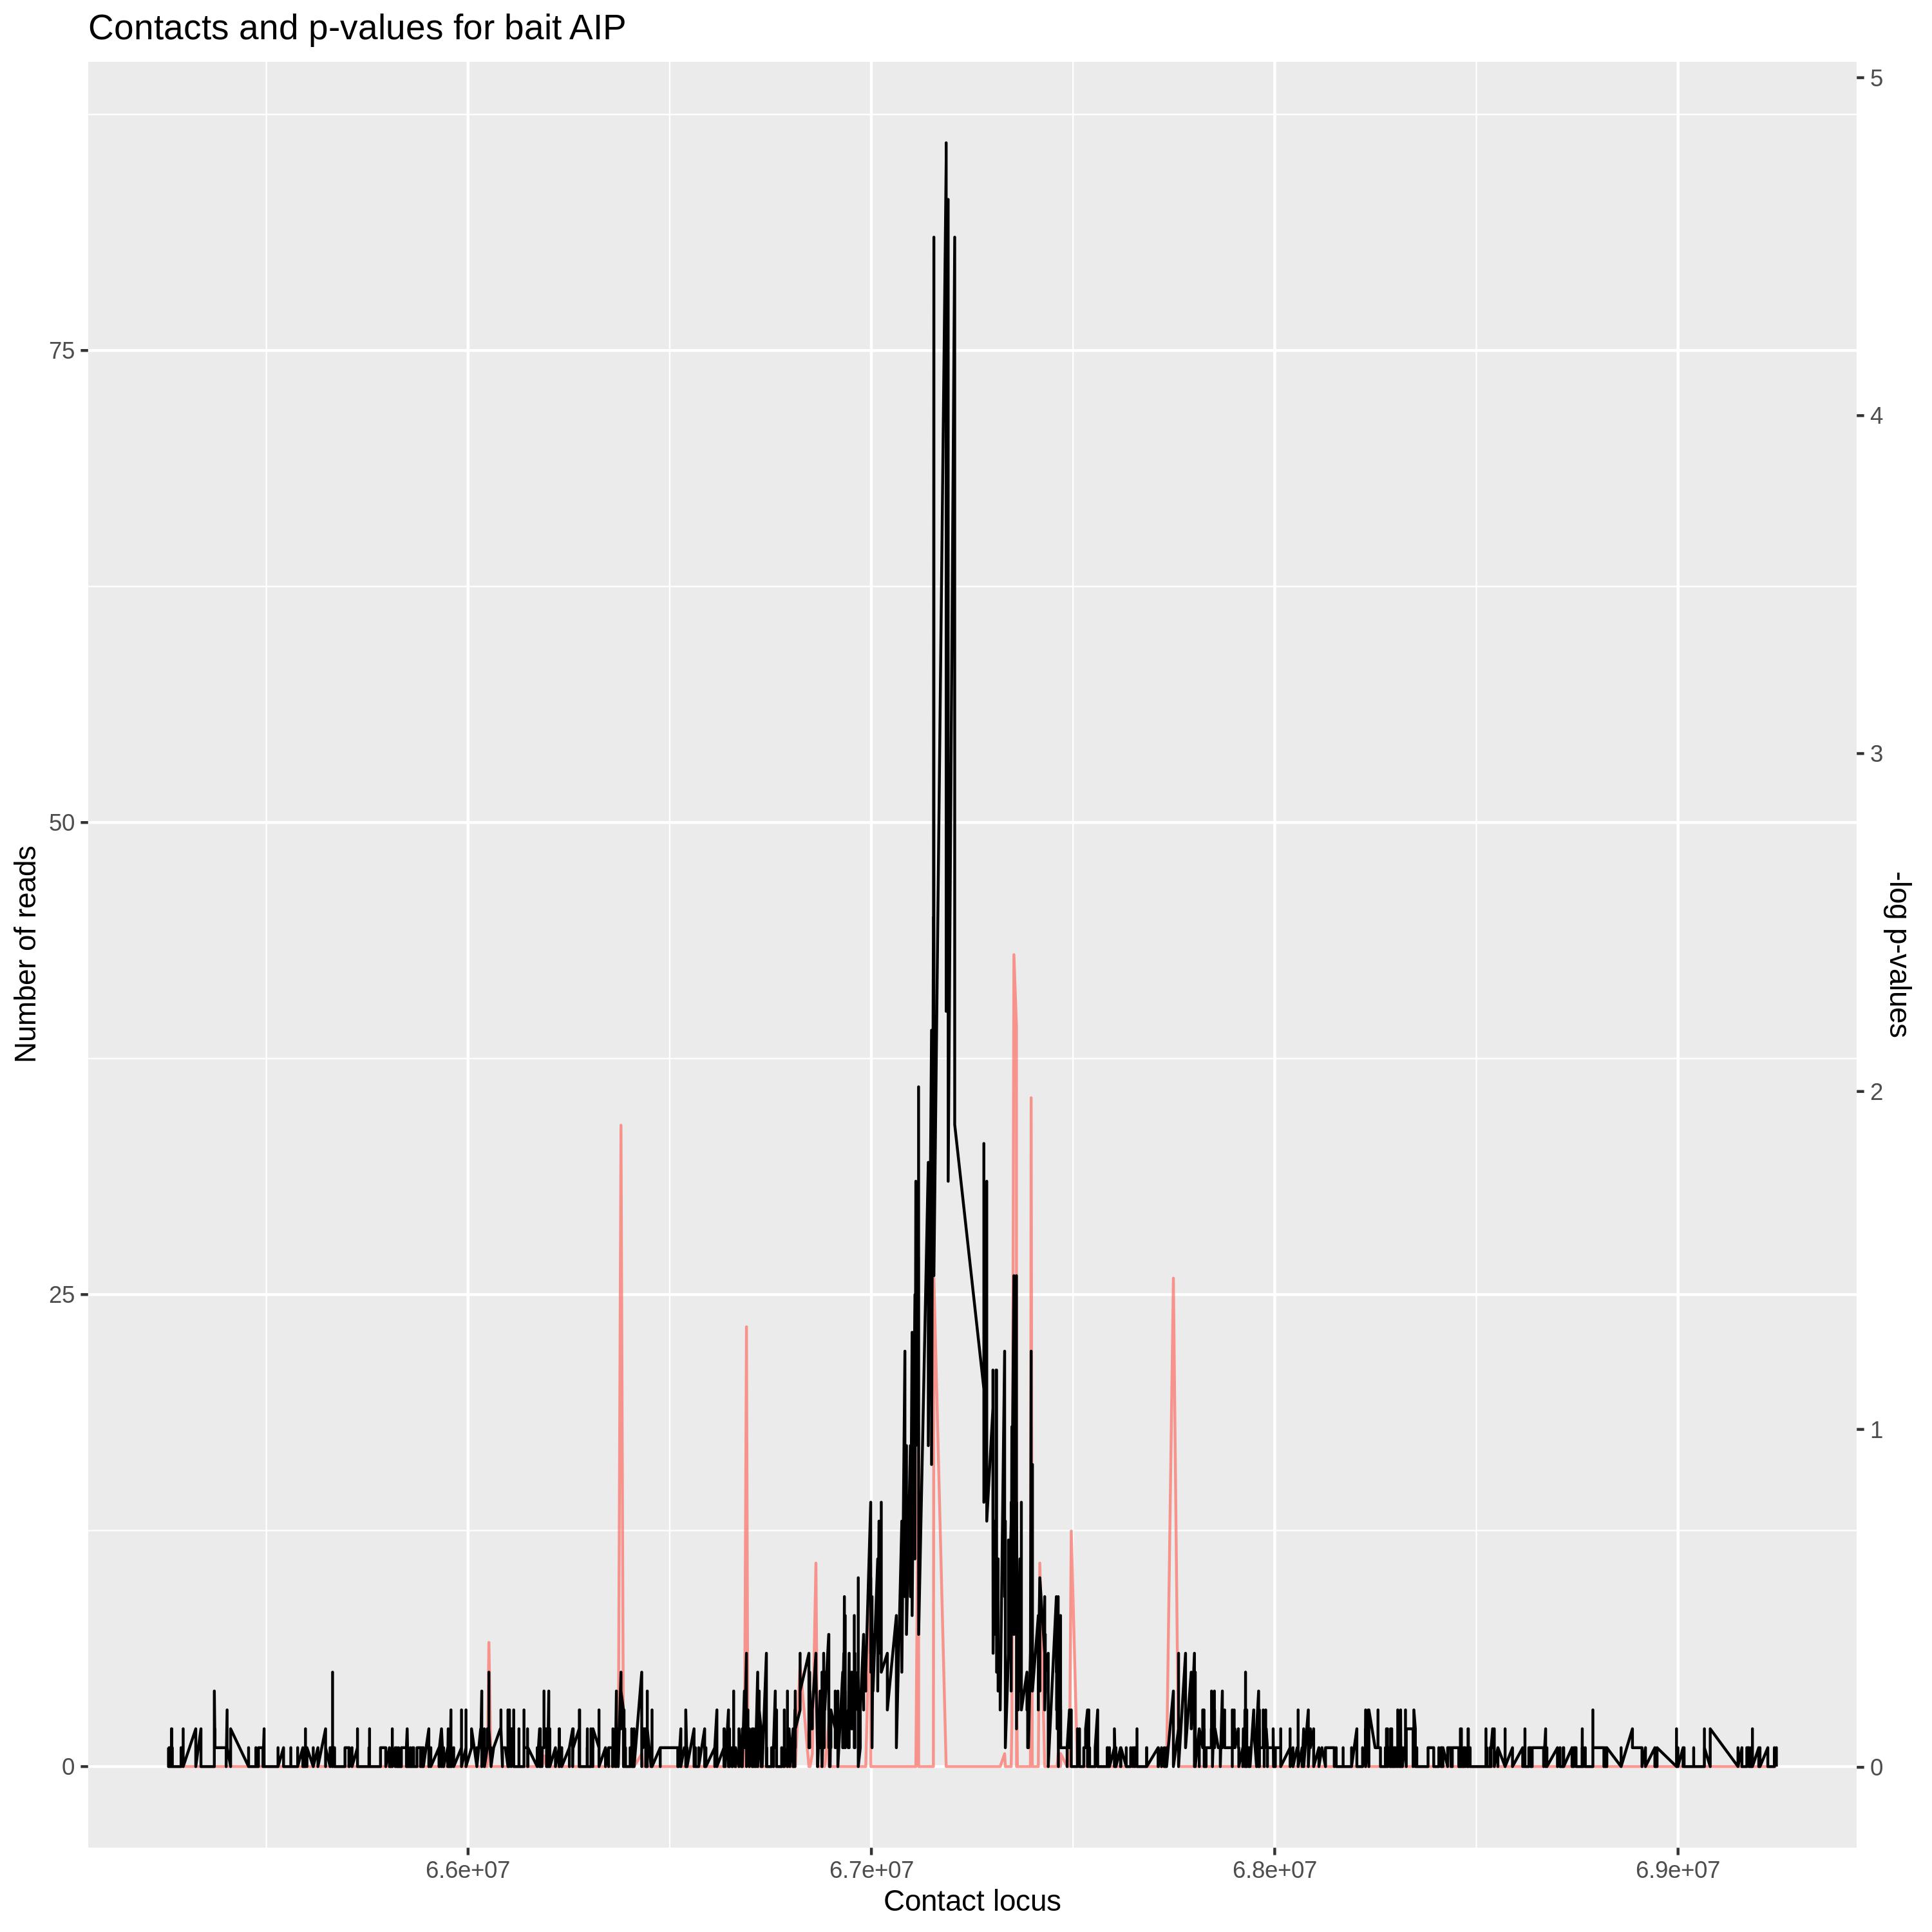 Contacts and p-values for bait AIP
5
4
3
2
1
0
75
50
25
0
Number of reads
-log p-values
6.6e+07
6.7e+07
6.8e+07
6.9e+07
Contact locus